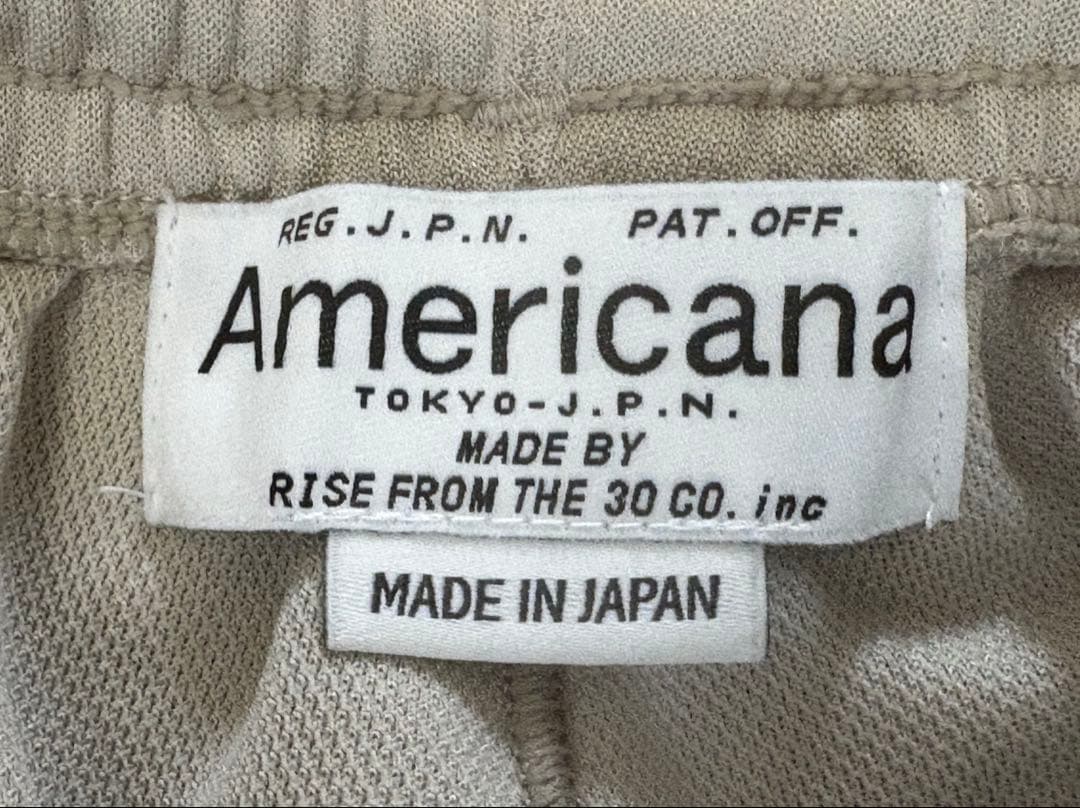 REG.J.P.N. PAT.OFF.
Americana
TOKYO-J.P.N.
MADE BY
RISE FROM THE 30 CO. inc
MADE IN JAPAN